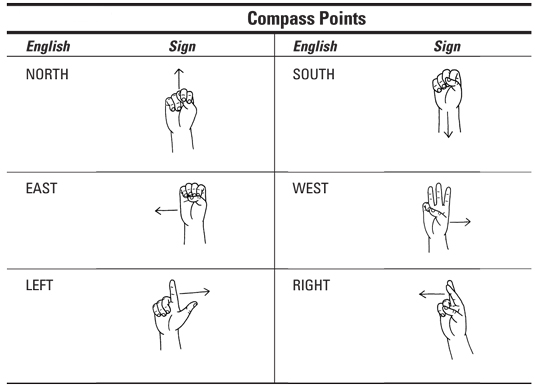 Compass Points
English Sign English Sign
NORTH SOUTH
EAST WEST
LEFT RIGHT